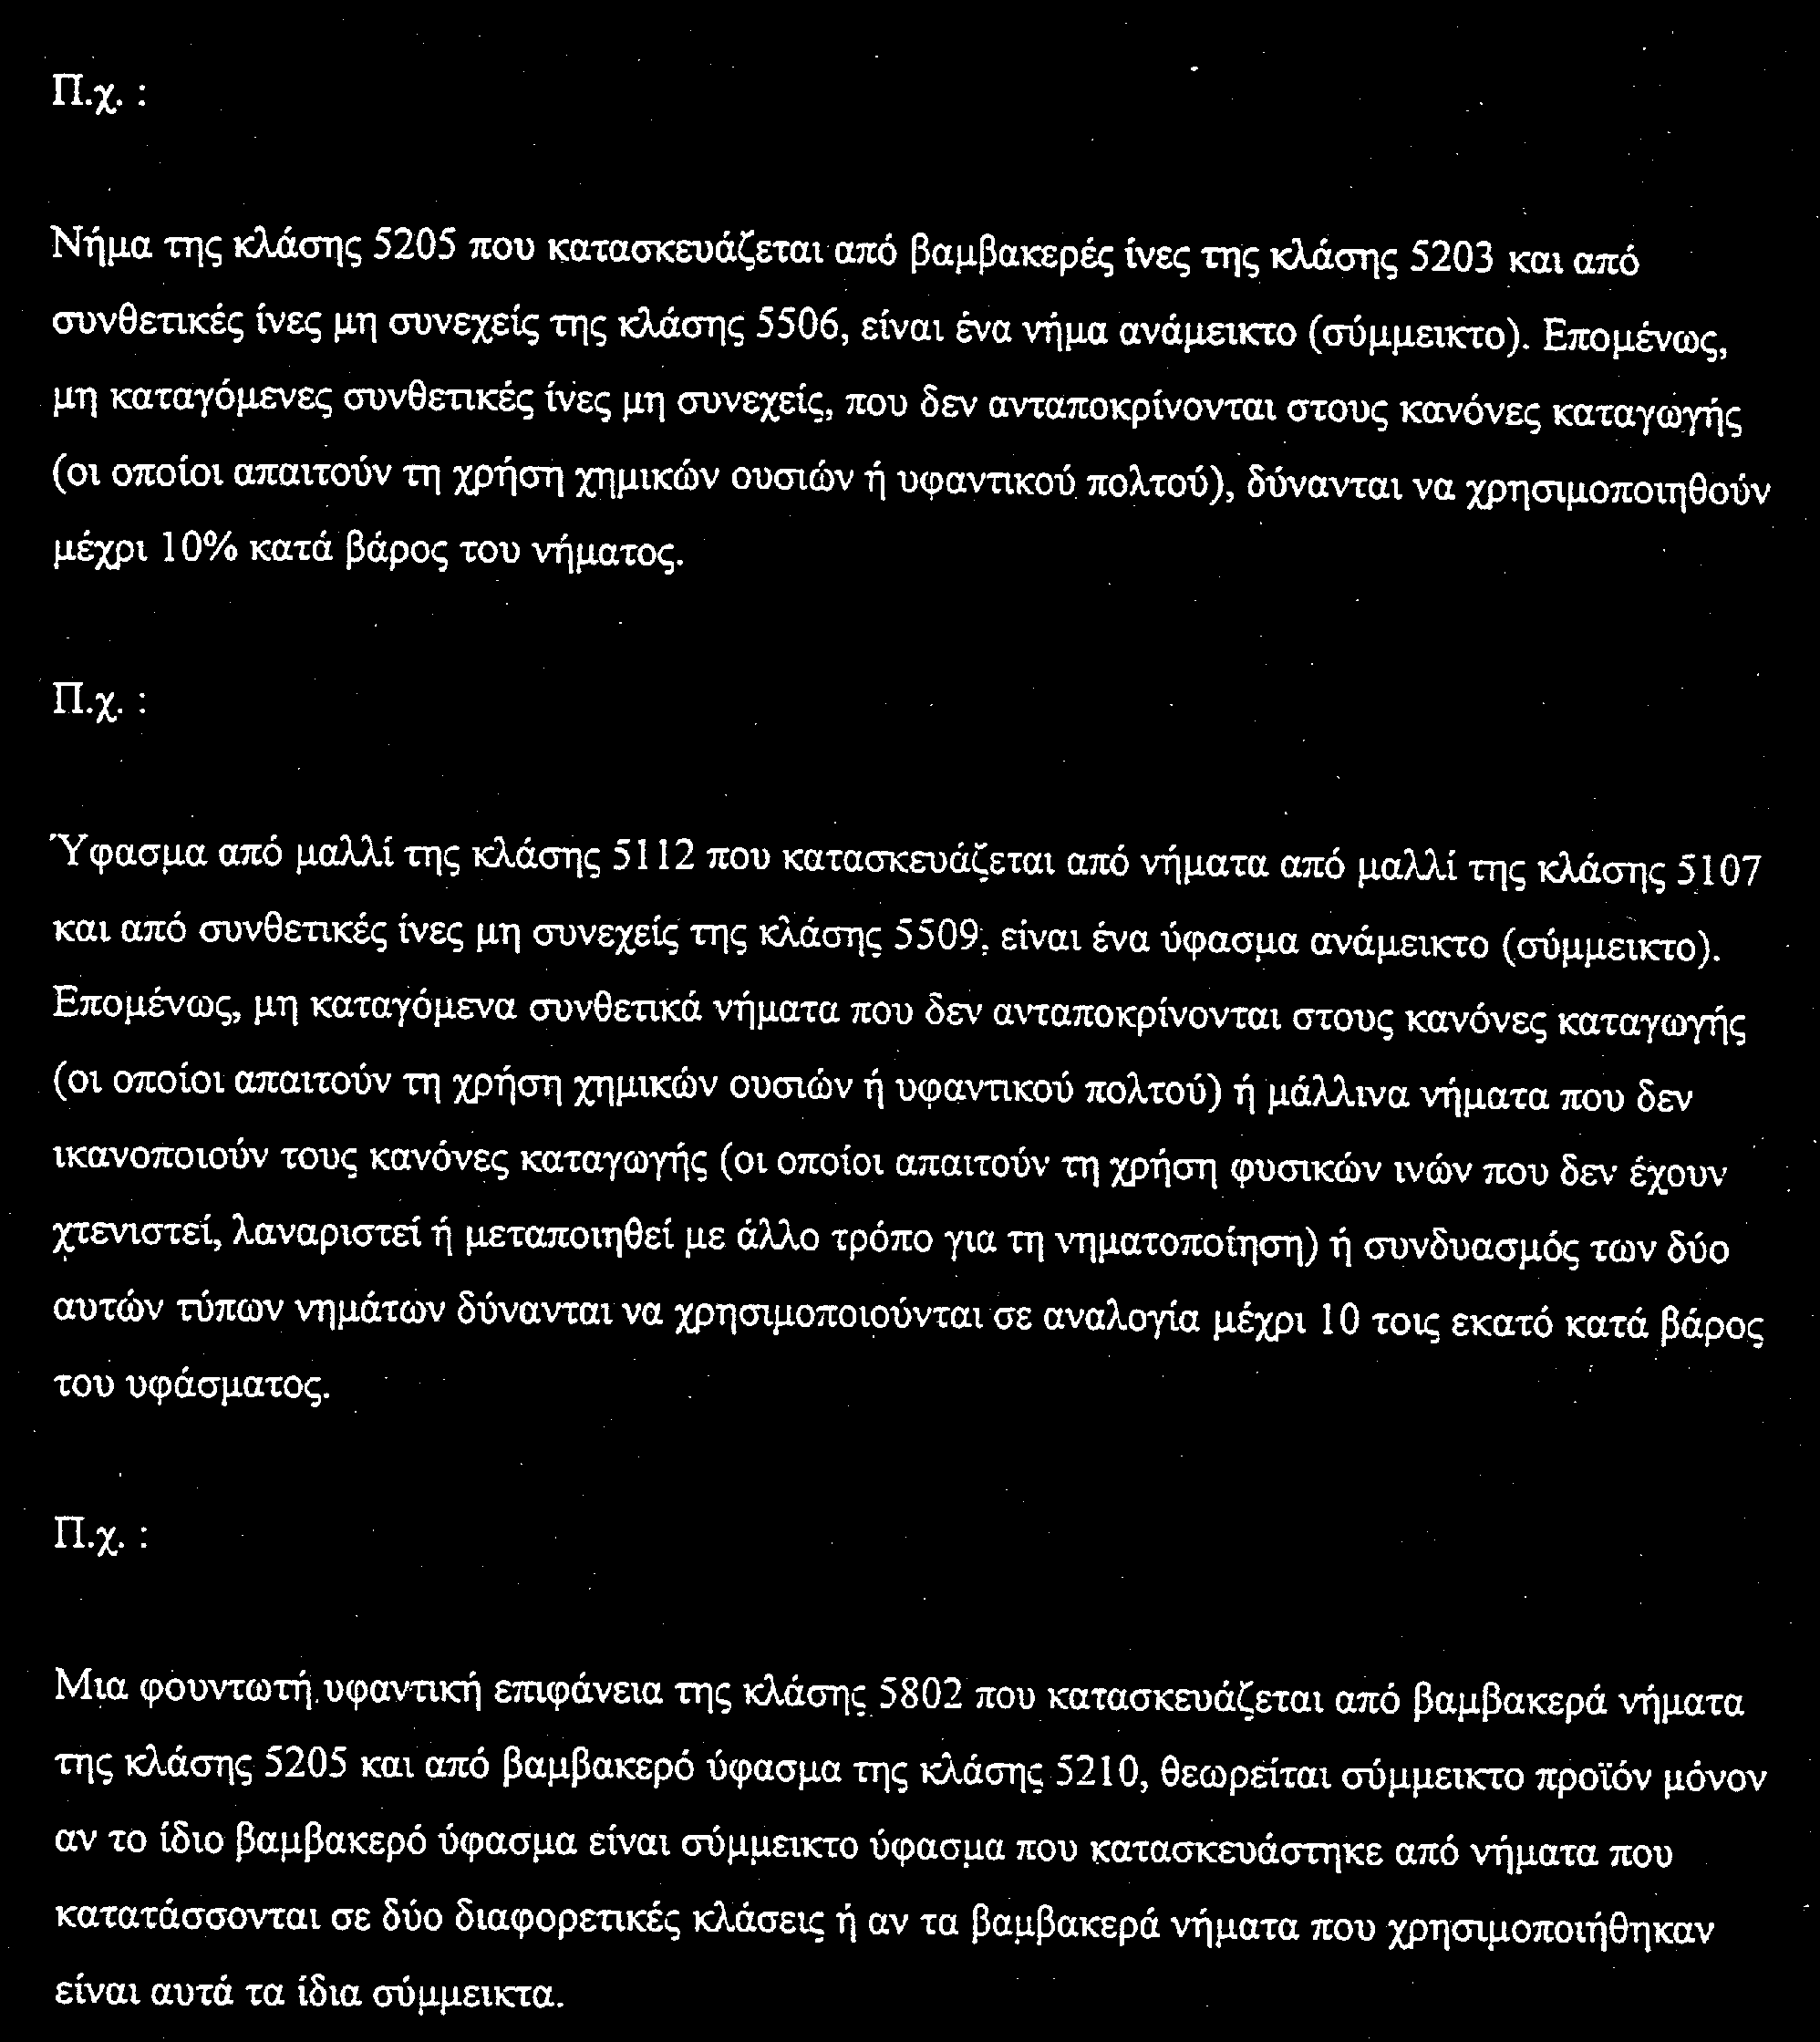 Π.χ. :
Νήμα της κλάσης 5205 που κατασκευάζεται από βαμβακερές ίνες της κλάσης 5203 και από
συνθετικές ίνες μη συνεχείς της κλάσης 5506, είναι ένα νήμα ανάμεικτο (σύμμεικτο). Επομένως,
μη καταγόμενες συνθετικές ίνες μη συνεχείς, που δεν ανταποκρίνονται στους κανόνες καταγωγής
(οι οποίοι απαιτούν τη χρήση χημικών ουσιών ή υφαντικού πολτού), δύνανται να χρησιμοποιηθούν
μέχρι 10% κατά βάρος του νήματος.
Π.χ. :
Ύφασμα από μαλλί της κλάσης 5112 που κατασκευάζεται από νήματα από μαλλί της κλάσης 5107
και από συνθετικές ίνες μη συνεχείς της κλάσης 5509, είναι ένα ύφασμα ανάμεικτο (σύμμεικτο).
Επομένως, μη καταγόμενα συνθετικά νήματα που δεν ανταποκρίνονται στους κανόνες καταγωγής
(οι οποίοι απαιτούν τη χρήση χημικών ουσιών ή υφαντικού πολτού) ή μάλλινα νήματα που δεν
ικανοποιούν τους κανόνες καταγωγής (οι οποίοι απαιτούν τη χρήση φυσικών ινών που δεν έχουν
χτενιστεί, λαναριστεί ή μεταποιηθεί με άλλο τρόπο για τη νηματοποίηση) ή συνδυασμός των δύο
αυτών τύπων νημάτων δύνανται να χρησιμοποιούνται σε αναλογία μέχρι 10 τοις εκατό κατά βάρος
του υφάσματος.
Π.χ. :
Μια φουντωτή υφαντική επιφάνεια της κλάσης 5802 που κατασκευάζεται από βαμβακερά νήματα
της κλάσης 5205 και από βαμβακερό ύφασμα της κλάσης 5210, θεωρείται σύμμεικτο προϊόν μόνον
αν το ίδιο βαμβακερό ύφασμα είναι σύμμεικτο ύφασμα που κατασκευάστηκε από νήματα που
κατατάσσονται σε δύο διαφορετικές κλάσεις ή αν τα βαμβακερά νήματα που χρησιμοποιήθηκαν
είναι αυτά τα ίδια σύμμεικτα.